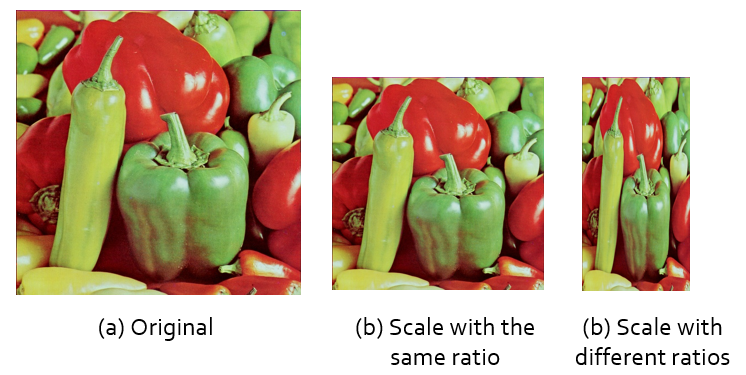 (a) Original
(b) Scale with the
same ratio
(b) Scale with
different ratios